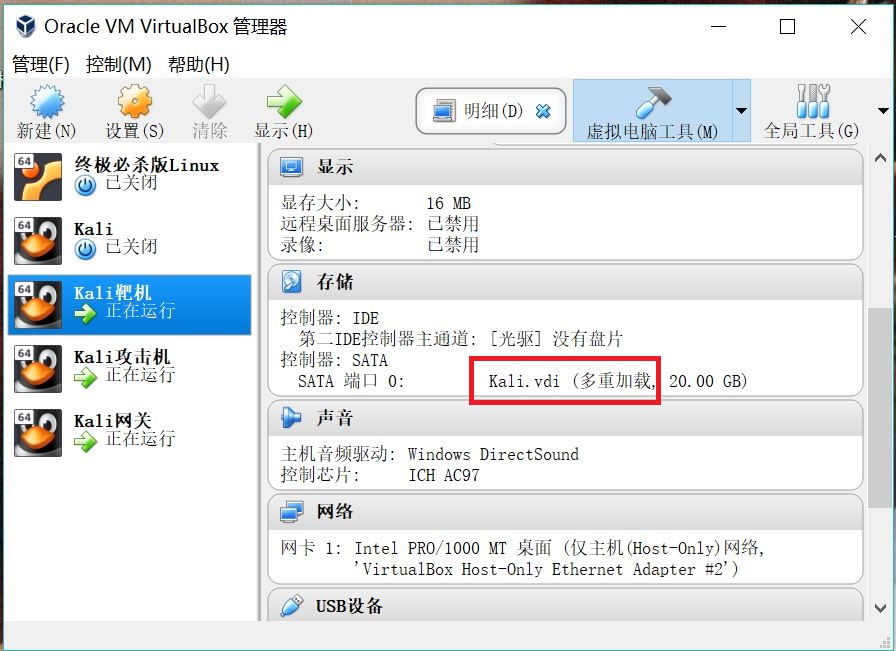 Oracle VM VirtualBox 管理器
管理(F) 控制(M) 帮助(H)
新建(N) 设置(S) 清除 显示(H) 明细(D) 虚拟电脑工具(M) 全局工具(G)
64 终极必杀版Linux
已关闭
64 Kali
已关闭
64 Kali靶机
正在运行
64 Kali攻击机
正在运行
64 Kali网关
正在运行
显示
显存大小: 16 MB
远程桌面服务器: 已禁用
录像: 已禁用
存储
控制器: IDE
第二IDE控制器主通道: [光驱] 没有盘片
控制器: SATA
SATA 端口 0: Kali.vdi (多重加载, 20.00 GB)
声音
主机音频驱动: Windows DirectSound
控制芯片: ICH AC97
网络
网卡 1: Intel PRO/1000 MT 桌面 (仅主机(Host-Only)网络,
'VirtualBox Host-Only Ethernet Adapter #2')
USB设备